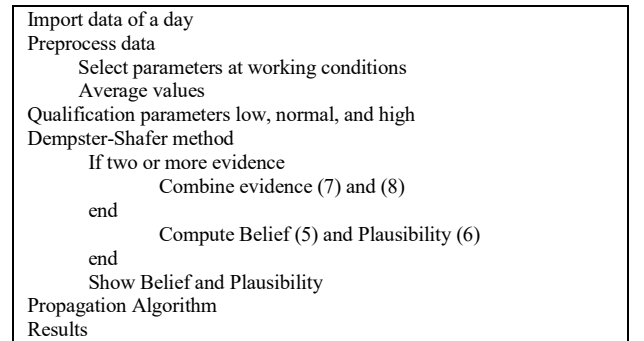 Import data of a day
Preprocess data
Select parameters at working conditions
Average values
Qualification parameters low, normal, and high
Dempster-Shafer method
If two or more evidence
Combine evidence (7) and (8)
end
Compute Belief (5) and Plausibility (6)
end
Show Belief and Plausibility
Propagation Algorithm
Results